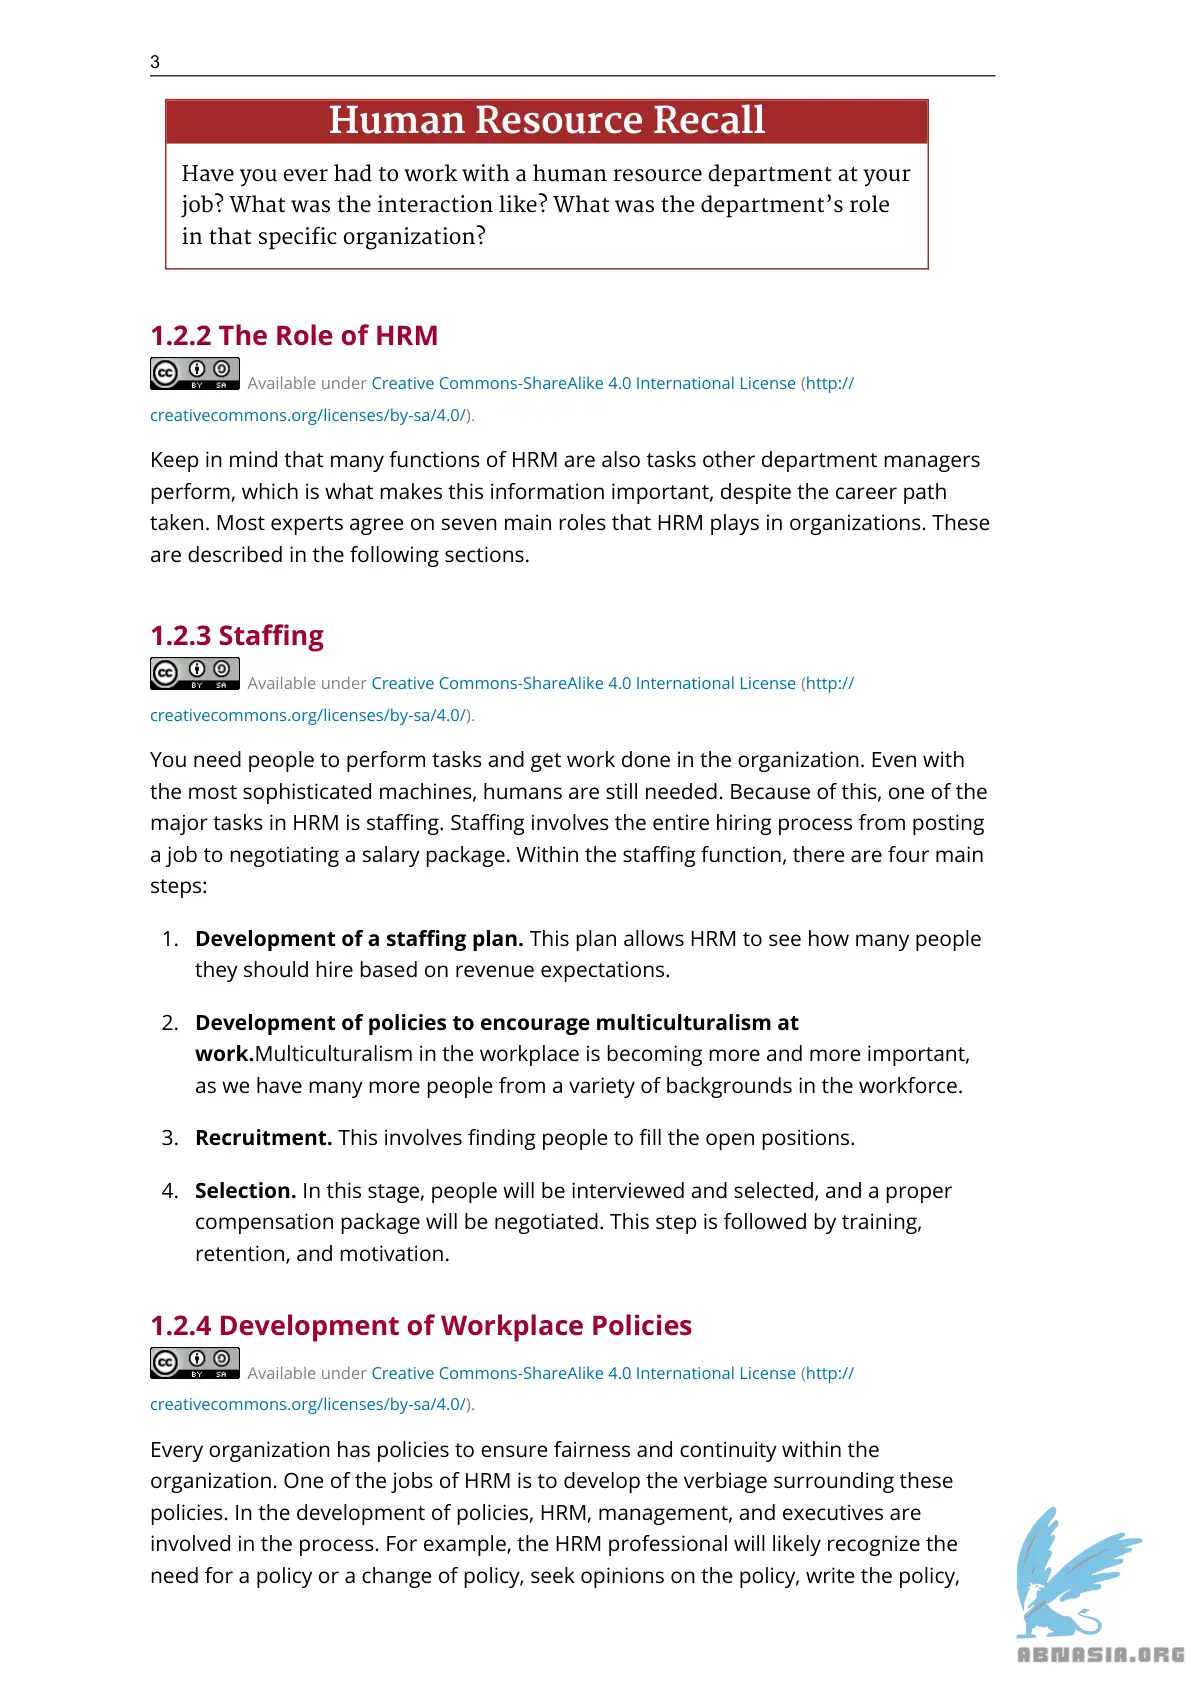 3
Human Resource Recall
Have you ever had to work with a human resource department at your
job? What was the interaction like? What was the department’s role
in that specific organization?
1.2.2 The Role of HRM
cc BY SA Available under Creative Commons-ShareAlike 4.0 International License (http://
creativecommons.org/licenses/by-sa/4.0/).
Keep in mind that many functions of HRM are also tasks other department managers
perform, which is what makes this information important, despite the career path
taken. Most experts agree on seven main roles that HRM plays in organizations. These
are described in the following sections.
1.2.3 Staffing
cc BY SA Available under Creative Commons-ShareAlike 4.0 International License (http://
creativecommons.org/licenses/by-sa/4.0/).
You need people to perform tasks and get work done in the organization. Even with
the most sophisticated machines, humans are still needed. Because of this, one of the
major tasks in HRM is staffing. Staffing involves the entire hiring process from posting
a job to negotiating a salary package. Within the staffing function, there are four main
steps:
1. Development of a staffing plan. This plan allows HRM to see how many people
they should hire based on revenue expectations.
2. Development of policies to encourage multiculturalism at
work.Multiculturalism in the workplace is becoming more and more important,
as we have many more people from a variety of backgrounds in the workforce.
3. Recruitment. This involves finding people to fill the open positions.
4. Selection. In this stage, people will be interviewed and selected, and a proper
compensation package will be negotiated. This step is followed by training,
retention, and motivation.
1.2.4 Development of Workplace Policies
cc BY SA Available under Creative Commons-ShareAlike 4.0 International License (http://
creativecommons.org/licenses/by-sa/4.0/).
Every organization has policies to ensure fairness and continuity within the
organization. One of the jobs of HRM is to develop the verbiage surrounding these
policies. In the development of policies, HRM, management, and executives are
involved in the process. For example, the HRM professional will likely recognize the
need for a policy or a change of policy, seek opinions on the policy, write the policy,
ABNASIA.ORG